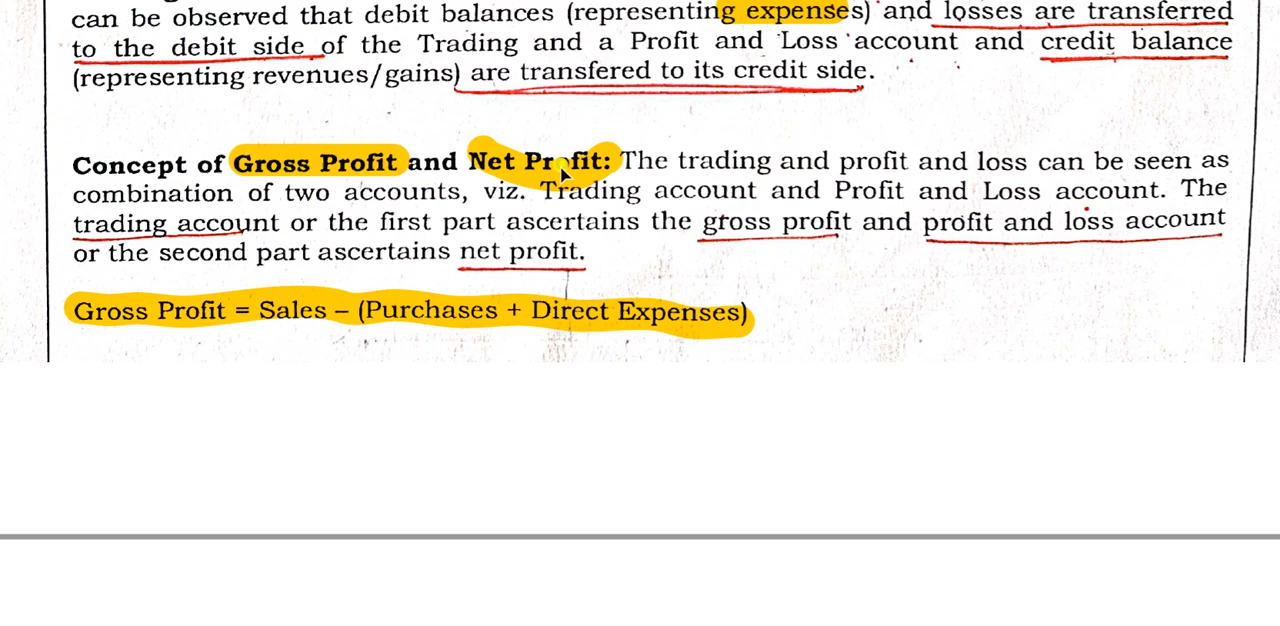 can be observed that debit balances (representing expenses) and losses are transferred
to the debit side of the Trading and a Profit and Loss account and credit balance
(representing revenues/gains) are transfered to its credit side.
Concept of Gross Profit and Net Profit: The trading and profit and loss can be seen as
combination of two accounts, viz. Trading account and Profit and Loss account. The
trading account or the first part ascertains the gross profit and profit and loss account
or the second part ascertains net profit.
Gross Profit = Sales – (Purchases + Direct Expenses)